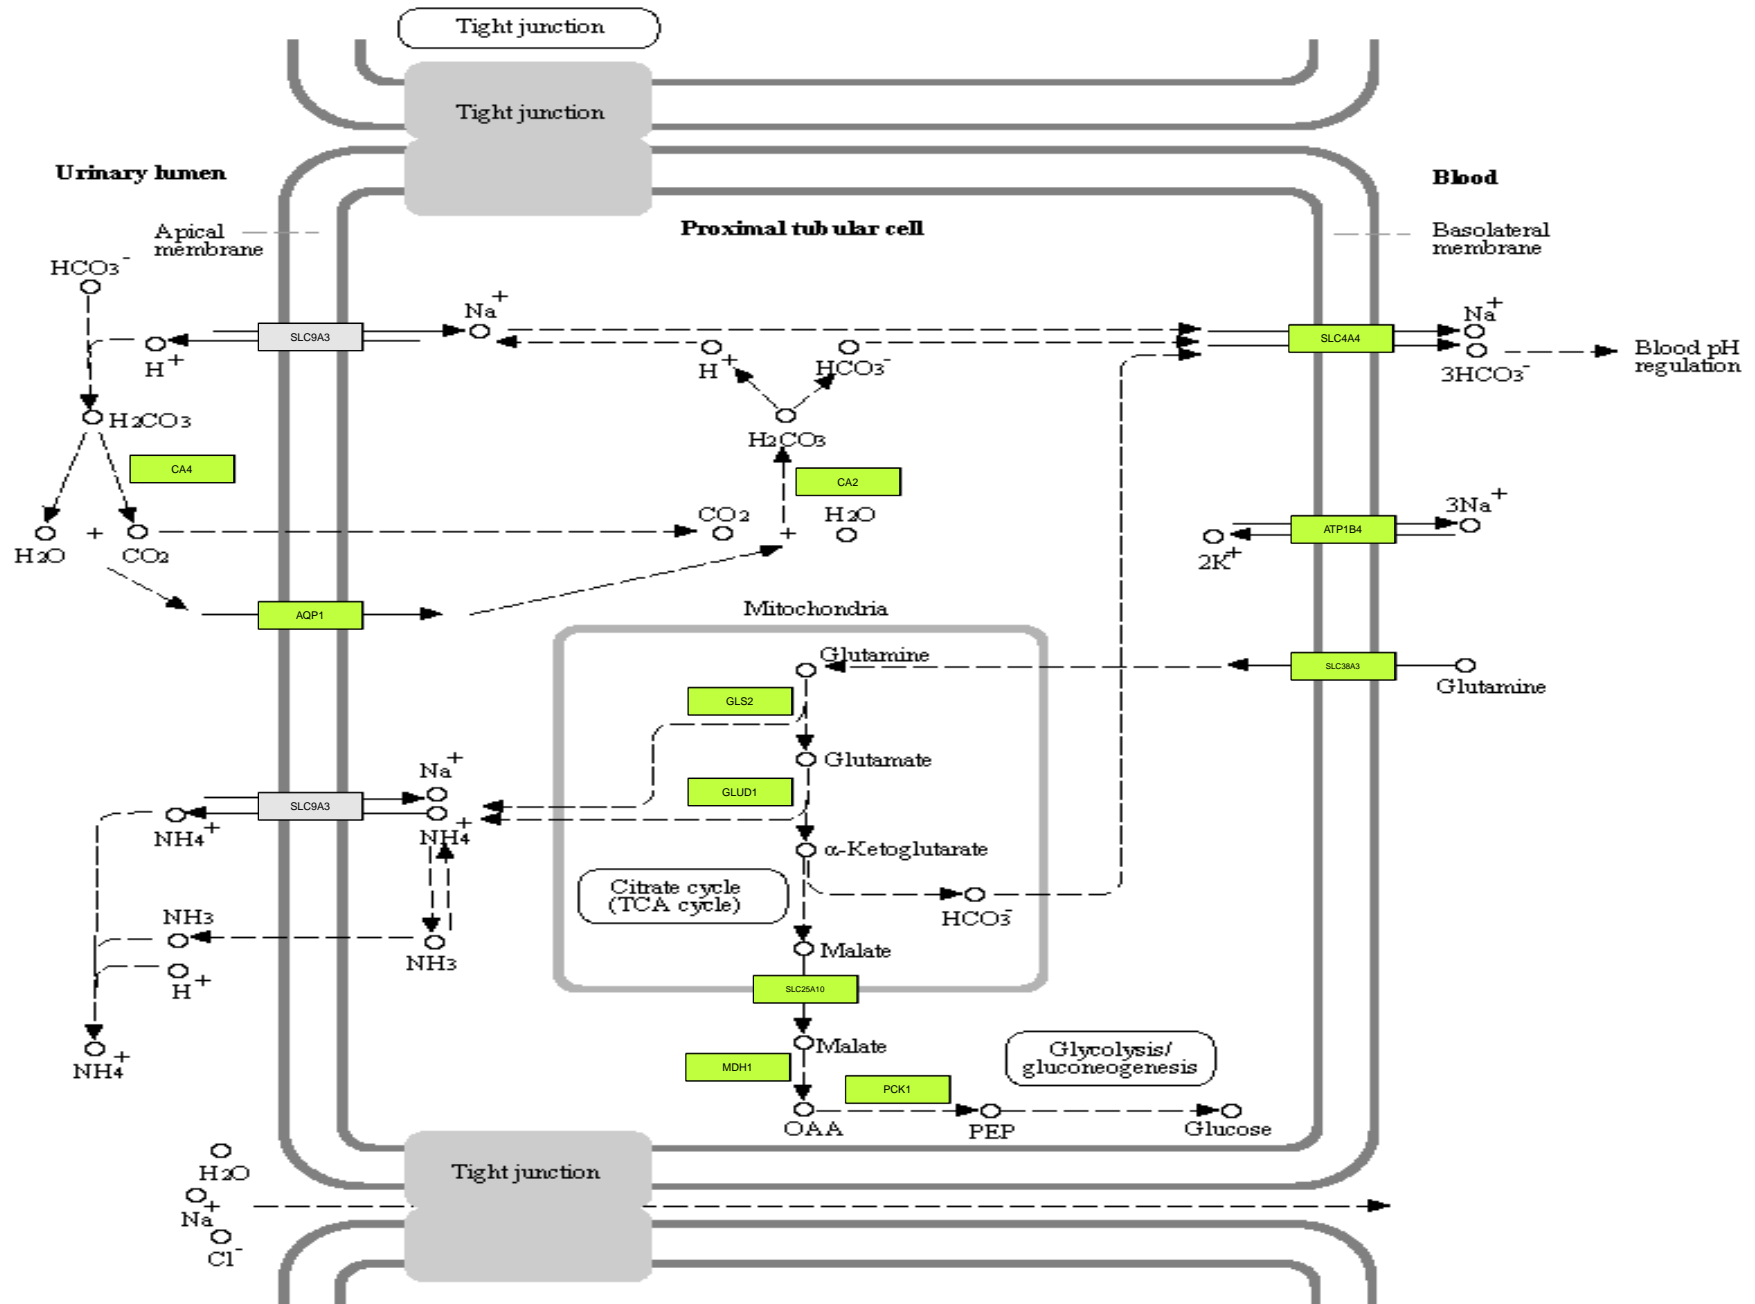 Tight junction
Tight junction
Urinary lumen
Blood
Apical
membrane
Proximal tubular cell
Basolateral
membrane
HCO3-
Na+
Na+
SLC9A3
SLC4A4
H+
H+
HCO3-
3HCO3-
Blood pH
regulation
H2CO3
H2CO3
CA4
CA2
CO2
H2O
3Na+
+
+
ATP1B4
H2O
CO2
2K+
AQP1
Mitochondria
Glutamine
SLC38A3
Glutamine
GLS2
Na+
Glutamate
GLUD1
SLC9A3
NH4+
NH4+
α-Ketoglutarate
Citrate cycle
(TCA cycle)
HCO3-
NH3
NH3
Malate
H+
SLC25A10
NH4+
Malate
Glycolysis/
gluconeogenesis
MDH1
PCK1
OAA
PEP
Glucose
Tight junction
H2O
Na+
Cl-